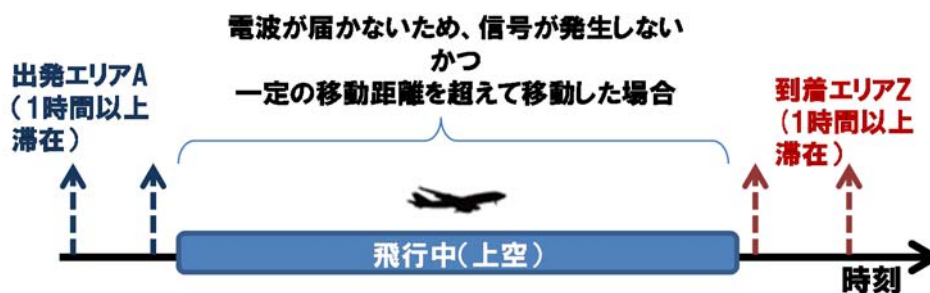 電波が届かないため、信号が発生しない
かつ
一定の移動距離を超えて移動した場合
出発エリアA
(1時間以上
滞在)
到着エリアZ
(1時間以上
滞在)
飛行中(上空)
時刻